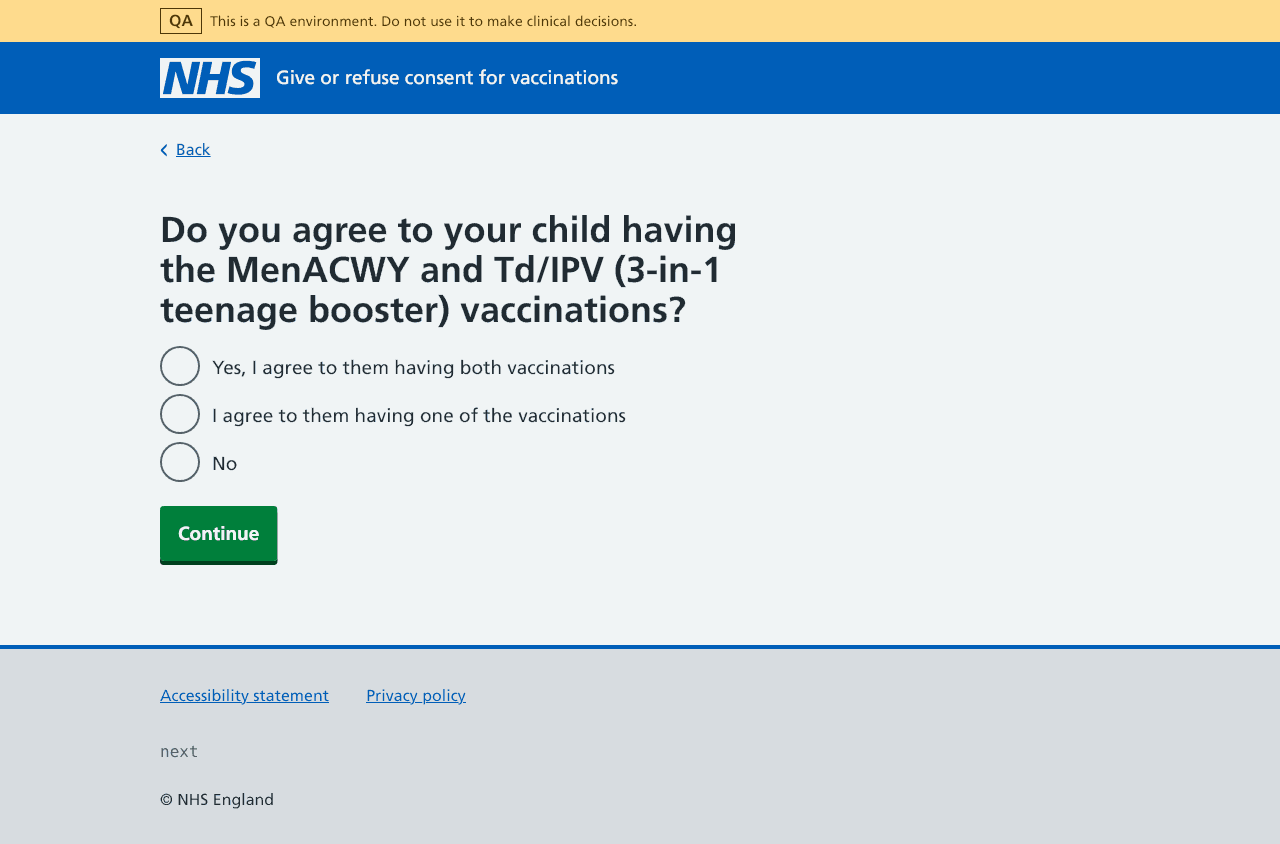 QA This is a QA environment. Do not use it to make clinical decisions.
NHS Give or refuse consent for vaccinations
Back
Do you agree to your child having
the MenACWY and Td/IPV (3-in-1
teenage booster) vaccinations?
Yes, I agree to them having both vaccinations
I agree to them having one of the vaccinations
No
Continue
Accessibility statement Privacy policy
next
© NHS England